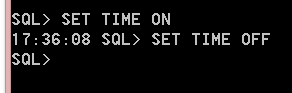 SQL> SET TIME ON
17:36:08 SQL> SET TIME OFF
SQL>